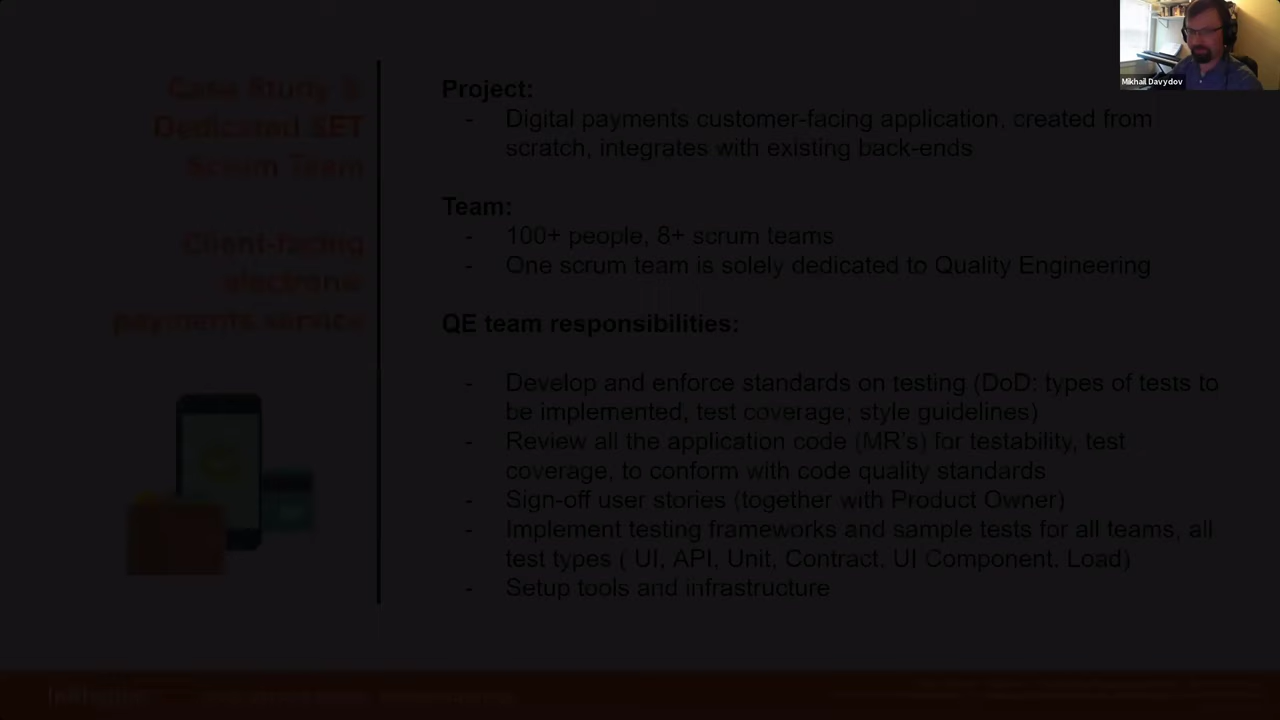 Mikhail Davydov
Case Study
Dedicated SET
Scrum Team
Client-facing
electronic
payments service
Project:
- Digital payments customer-facing application, created from
scratch, integrates with existing back-ends
Team:
- 100+ people, 8+ scrum teams
- One scrum team is solely dedicated to Quality Engineering
QE team responsibilities:
- Develop and enforce standards on testing (DoD: types of tests to
be implemented, test coverage, style guidelines)
- Review all the application code (MR's) for testability, test
coverage, to conform with code quality standards
- Sign-off user stories (together with Product Owner)
- Implement testing frameworks and sample tests for all teams, all
test types ( UI, API, Unit, Contract, UI Component, Load)
- Setup tools and infrastructure